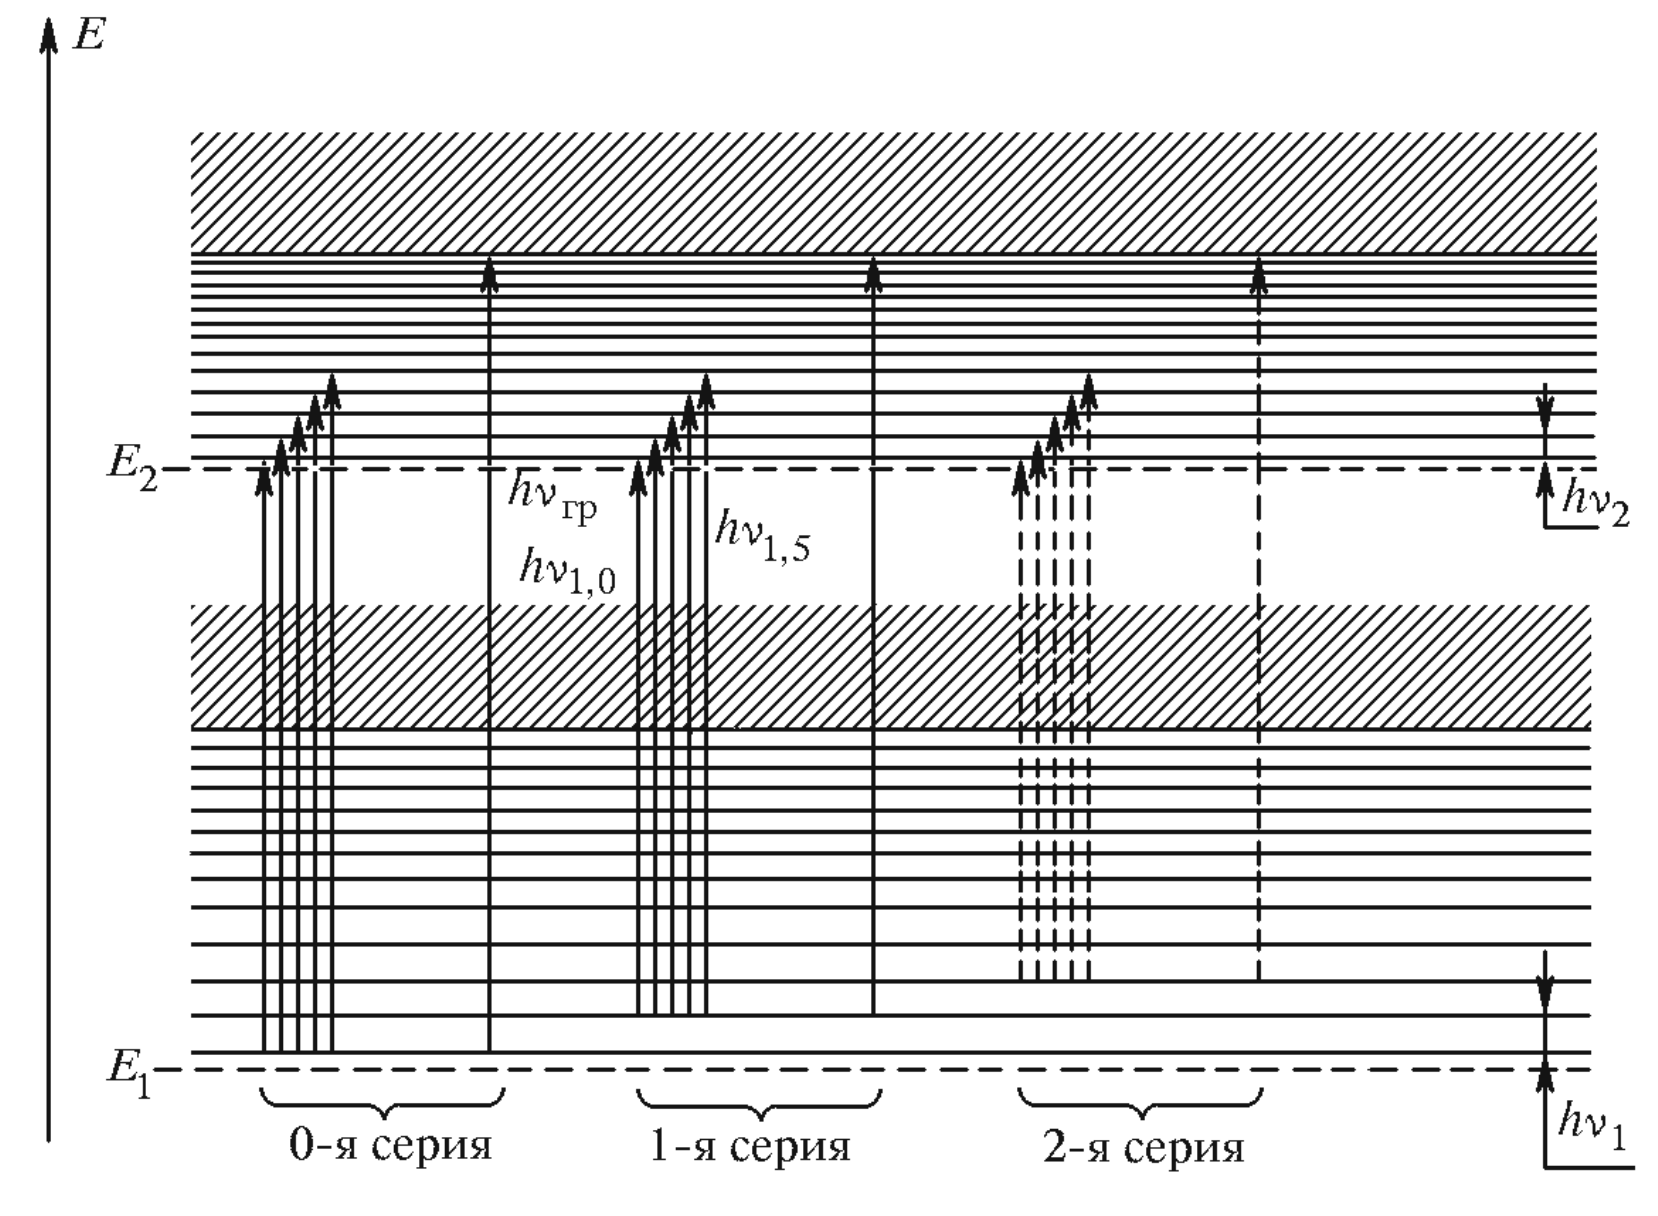 E
E₂
hν₂
hνгр
hν₁,₅
hν₁,₀
E₁
hν₁
0-я серия
1-я серия
2-я серия